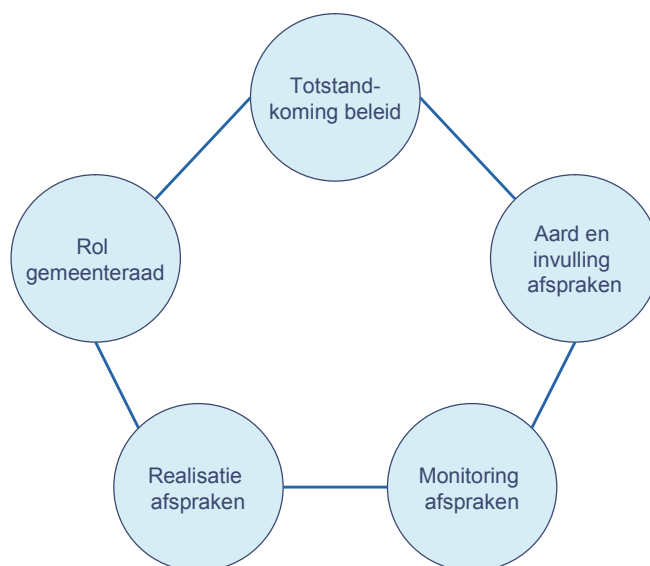 Totstand-
koming beleid
Aard en
invulling
afspraken
Monitoring
afspraken
Realisatie
afspraken
Rol
gemeenteraad